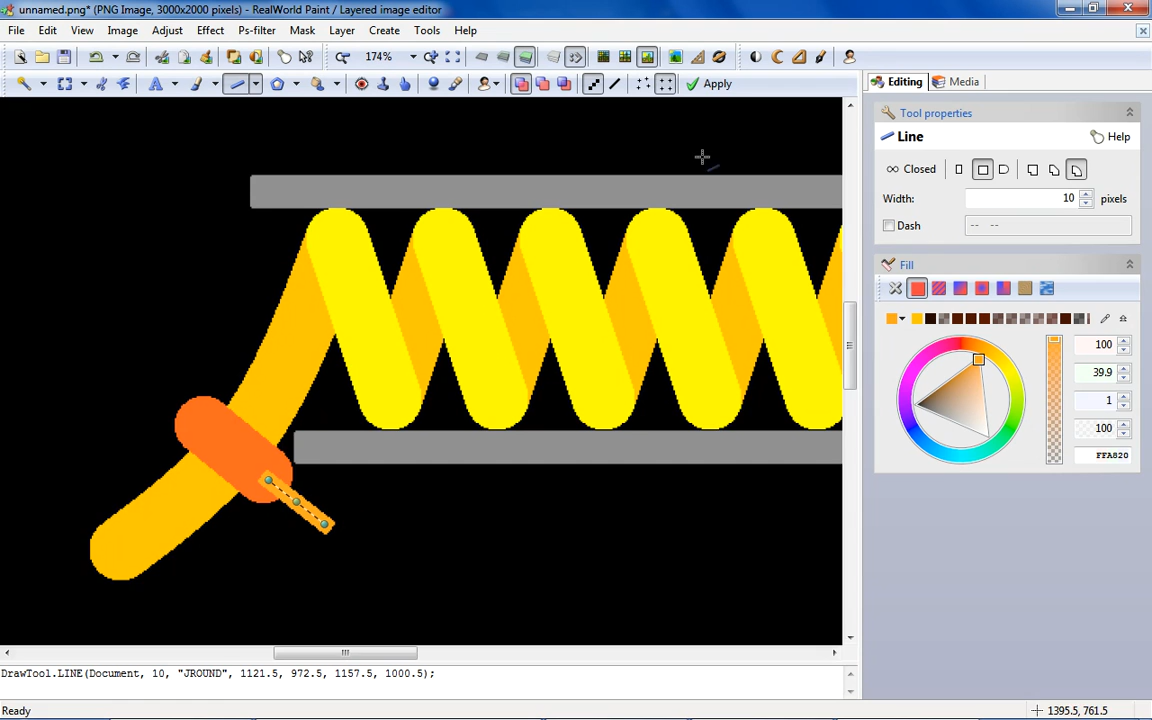 unnamed.png* (PNG Image, 3000x2000 pixels) - RealWorld Paint / Layered image editor
File Edit View Image Adjust Effect Ps-filter Mask Layer Create Tools Help
174%
Apply
Editing Media
Tool properties
Line Help
Closed
Width: 10 pixels
Dash -- --
Fill
100
39.9
1
100
FFA820
DrawTool.LINE(Document, 10, "JROUND", 1121.5, 972.5, 1157.5, 1000.5);
Ready 1395.5, 761.5